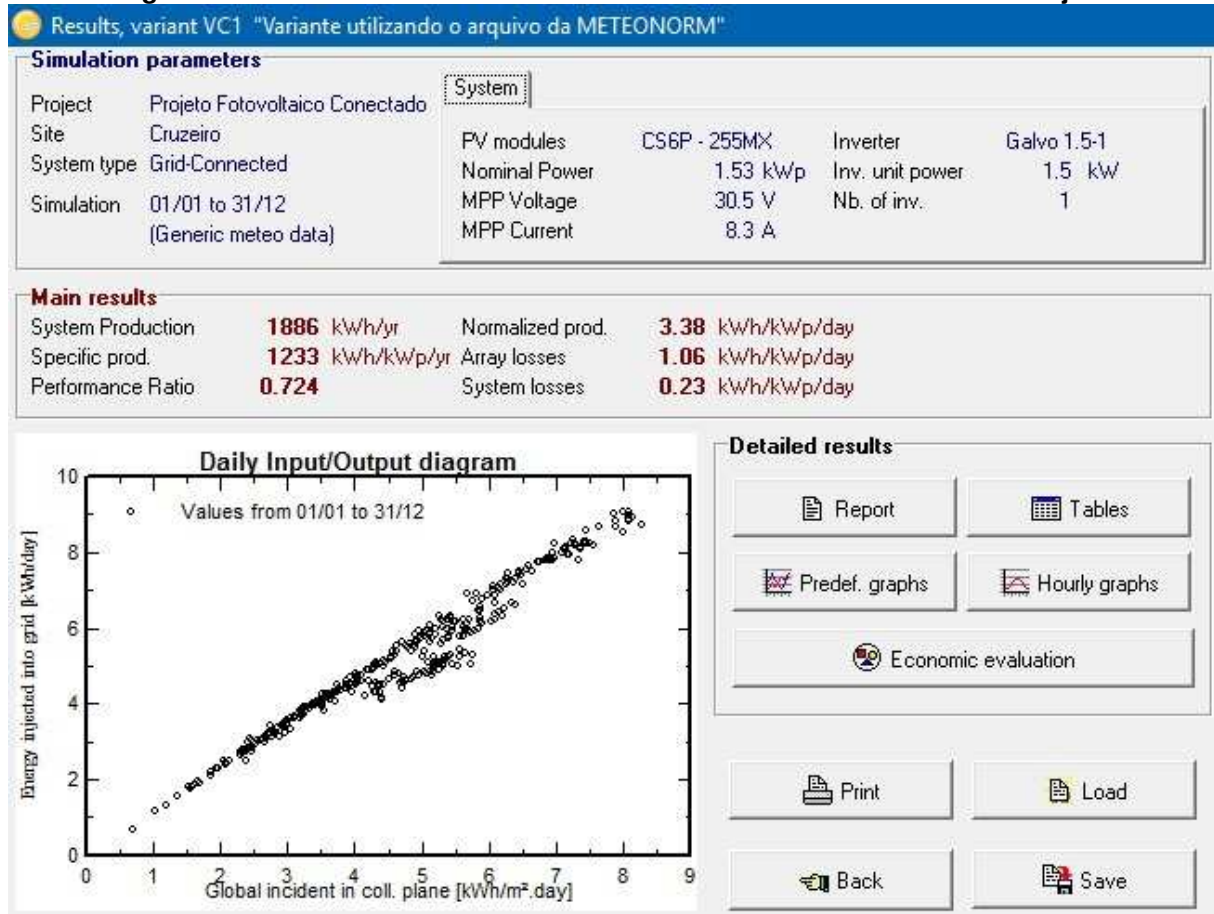 Results, variant VC1 "Variante utilizando o arquivo da METEONORM"
Simulation parameters
Project Projeto Fotovoltaico Conectado
Site Cruzeiro
System type Grid-Connected
Simulation 01/01 to 31/12
(Generic meteo data)
System
PV modules CS6P - 255MX Inverter Galvo 1.5-1
Nominal Power 1.53 kWp Inv. unit power 1.5 kW
MPP Voltage 30.5 V Nb. of inv. 1
MPP Current 8.3 A
Main results
System Production 1886 kWh/yr Normalized prod. 3.38 kWh/kWp/day
Specific prod. 1233 kWh/kWp/yr Array losses 1.06 kWh/kWp/day
Performance Ratio 0.724 System losses 0.23 kWh/kWp/day
Daily Input/Output diagram
Values from 01/01 to 31/12
Energy injected into grid [kWh/day]
10
8
6
4
2
0
0 1 2 3 4 5 6 7 8 9
Global incident in coll. plane [kWh/m².day]
Detailed results
Report Tables
Predef. graphs Hourly graphs
Economic evaluation
Print Load
Back Save